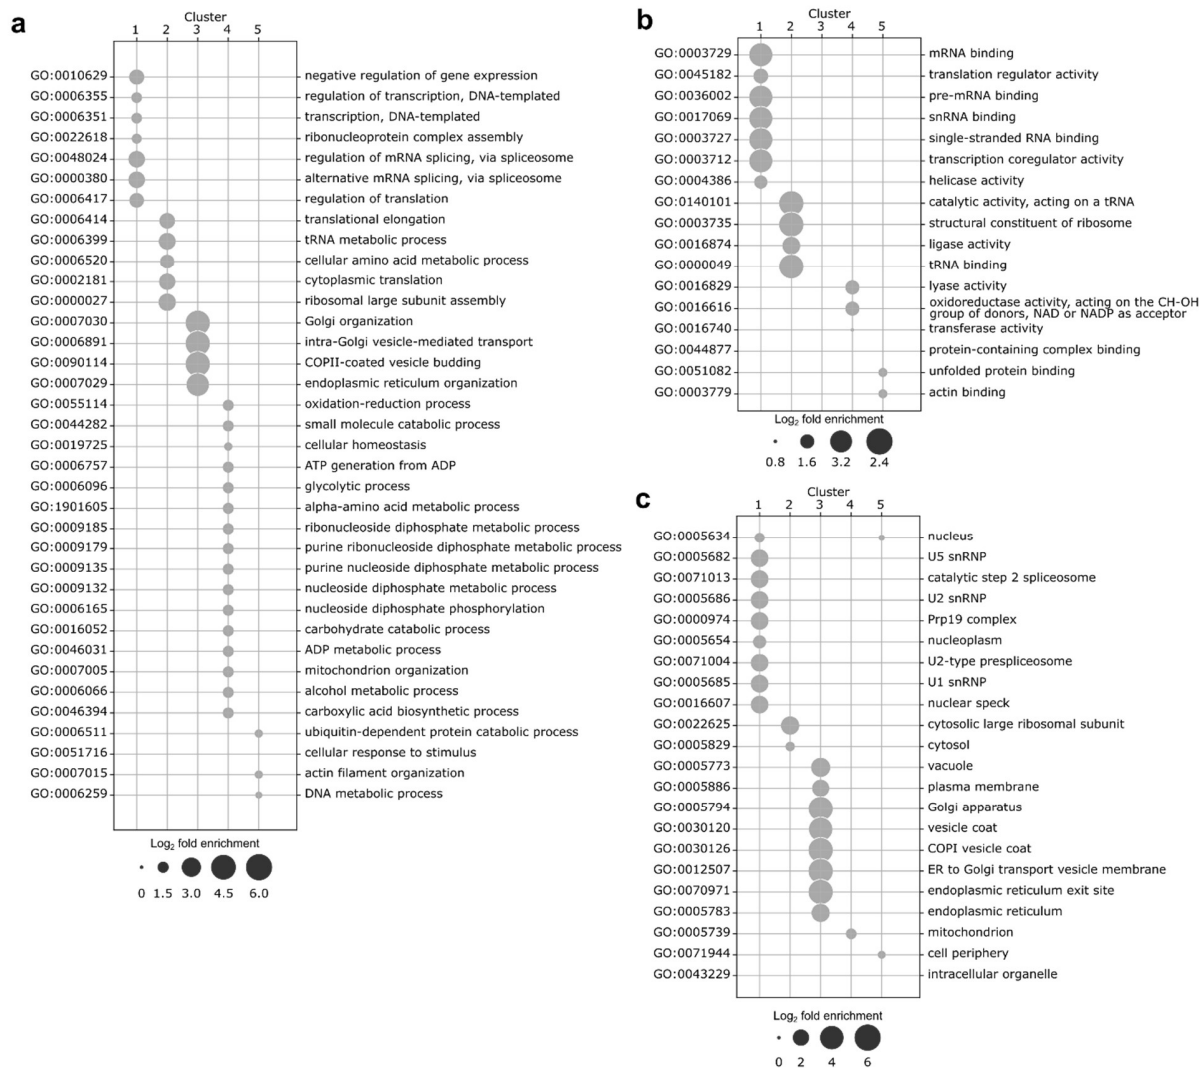 a
Cluster
1 2 3 4 5
GO:0010629 negative regulation of gene expression
GO:0006355 regulation of transcription, DNA-templated
GO:0006351 transcription, DNA-templated
GO:0022618 ribonucleoprotein complex assembly
GO:0048024 regulation of mRNA splicing, via spliceosome
GO:0000380 alternative mRNA splicing, via spliceosome
GO:0006417 regulation of translation
GO:0006414 translational elongation
GO:0006399 tRNA metabolic process
GO:0006520 cellular amino acid metabolic process
GO:0002181 cytoplasmic translation
GO:0000027 ribosomal large subunit assembly
GO:0007030 Golgi organization
GO:0006891 intra-Golgi vesicle-mediated transport
GO:0090114 COPII-coated vesicle budding
GO:0007029 endoplasmic reticulum organization
GO:0055114 oxidation-reduction process
GO:0044282 small molecule catabolic process
GO:0019725 cellular homeostasis
GO:0006757 ATP generation from ADP
GO:0006096 glycolytic process
GO:1901605 alpha-amino acid metabolic process
GO:0009185 ribonucleoside diphosphate metabolic process
GO:0009179 purine ribonucleoside diphosphate metabolic process
GO:0009135 purine nucleoside diphosphate metabolic process
GO:0009132 nucleoside diphosphate metabolic process
GO:0006165 nucleoside diphosphate phosphorylation
GO:0016052 carbohydrate catabolic process
GO:0046031 ADP metabolic process
GO:0007005 mitochondrion organization
GO:0006066 alcohol metabolic process
GO:0046394 carboxylic acid biosynthetic process
GO:0006511 ubiquitin-dependent protein catabolic process
GO:0051716 cellular response to stimulus
GO:0007015 actin filament organization
GO:0006259 DNA metabolic process
Log2 fold enrichment
0 1.5 3.0 4.5 6.0
b
Cluster
1 2 3 4 5
GO:0003729 mRNA binding
GO:0045182 translation regulator activity
GO:0036002 pre-mRNA binding
GO:0017069 snRNA binding
GO:0003727 single-stranded RNA binding
GO:0003712 transcription coregulator activity
GO:0004386 helicase activity
GO:0140101 catalytic activity, acting on a tRNA
GO:0003735 structural constituent of ribosome
GO:0016874 ligase activity
GO:0000049 tRNA binding
GO:0016829 lyase activity
GO:0016616 oxidoreductase activity, acting on the CH-OH
group of donors, NAD or NADP as acceptor
GO:0016740 transferase activity
GO:0044877 protein-containing complex binding
GO:0051082 unfolded protein binding
GO:0003779 actin binding
Log2 fold enrichment
0.8 1.6 3.2 2.4
c
Cluster
1 2 3 4 5
GO:0005634 nucleus
GO:0005682 U5 snRNP
GO:0071013 catalytic step 2 spliceosome
GO:0005686 U2 snRNP
GO:0000974 Prp19 complex
GO:0005654 nucleoplasm
GO:0071004 U2-type prespliceosome
GO:0005685 U1 snRNP
GO:0016607 nuclear speck
GO:0022625 cytosolic large ribosomal subunit
GO:0005829 cytosol
GO:0005773 vacuole
GO:0005886 plasma membrane
GO:0005794 Golgi apparatus
GO:0030120 vesicle coat
GO:0030126 COPI vesicle coat
GO:0012507 ER to Golgi transport vesicle membrane
GO:0070971 endoplasmic reticulum exit site
GO:0005783 endoplasmic reticulum
GO:0005739 mitochondrion
GO:0071944 cell periphery
GO:0043229 intracellular organelle
Log2 fold enrichment
0 2 4 6